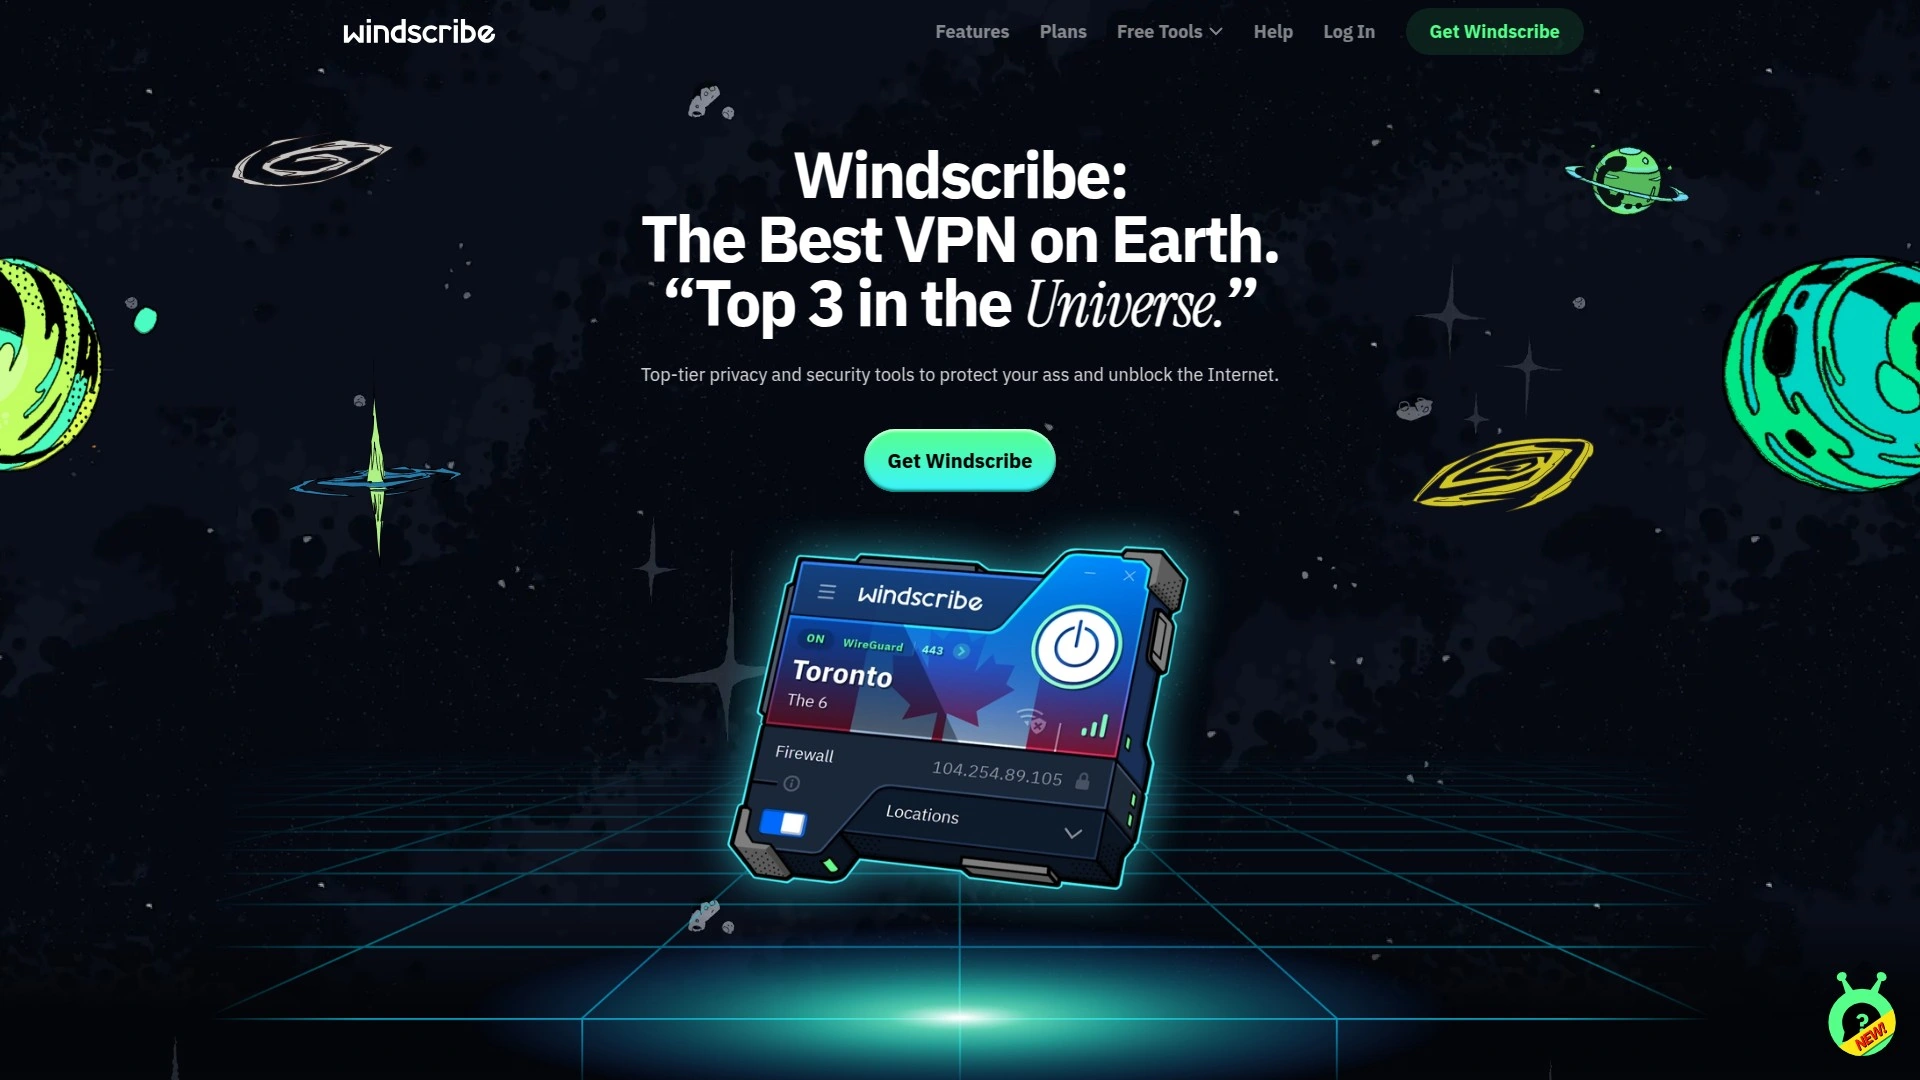 windscribe
Features
Plans
Free Tools
Help
Log In
Get Windscribe
Windscribe:
The Best VPN on Earth.
“Top 3 in the Universe.”
Top-tier privacy and security tools to protect your ass and unblock the Internet.
Get Windscribe
windscribe
ON WireGuard 443
Toronto
The 6
Firewall
104.254.89.105
Locations
?
NEW!